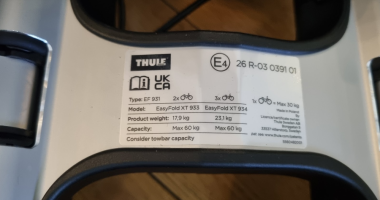 THULE
E4 26 R-03 0391 01
UK
CA
Type: EF 931 2x 3x
1x Max 30 kg
Model: EasyFold XT 933 EasyFold XT 934
Product weight: 17,9 kg 23,1 kg
Capacity: Max 60 kg Max 60 kg
Consider towbar capacity